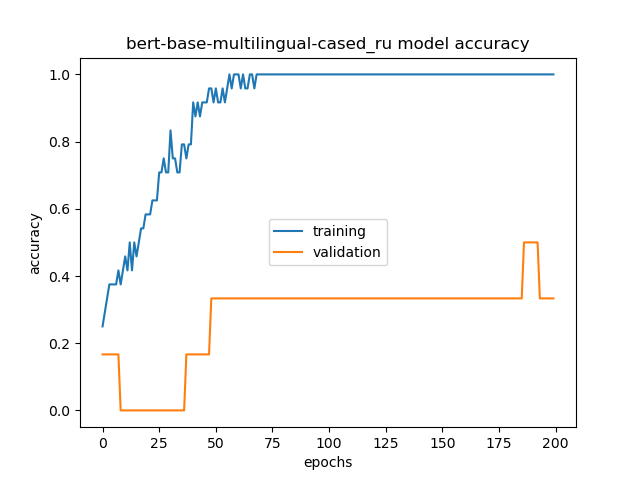 bert-base-multilingual-cased_ru model accuracy
1.0
0.8
0.6
0.4
0.2
0.0
accuracy
training
validation
0 25 50 75 100 125 150 175 200
epochs